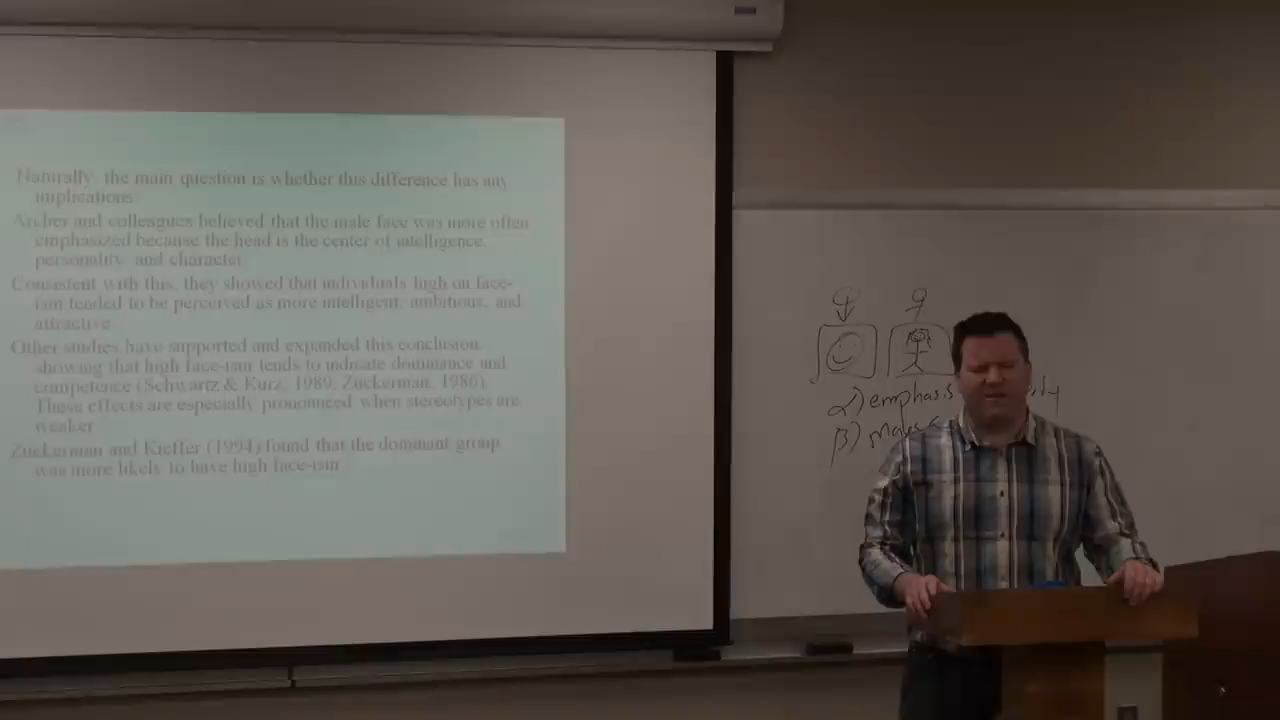 Naturally, the main question is whether this difference has any
implications.
Archer and colleagues believed that the male face was more often
emphasized because the head is the center of intelligence,
personality, and character
Consistent with this, they showed that individuals high on face-
ism tended to be perceived as more intelligent, ambitious, and
attractive
Other studies have supported and expanded this conclusion,
showing that high face-ism tends to indicate dominance and
competence (Schwartz & Kurz, 1989; Zuckerman, 1986).
These effects are especially pronounced when stereotypes are
weaker
Zuckerman and Kieffer (1994) found that the dominant group
was more likely to have high face-ism
α) emphasis
β)